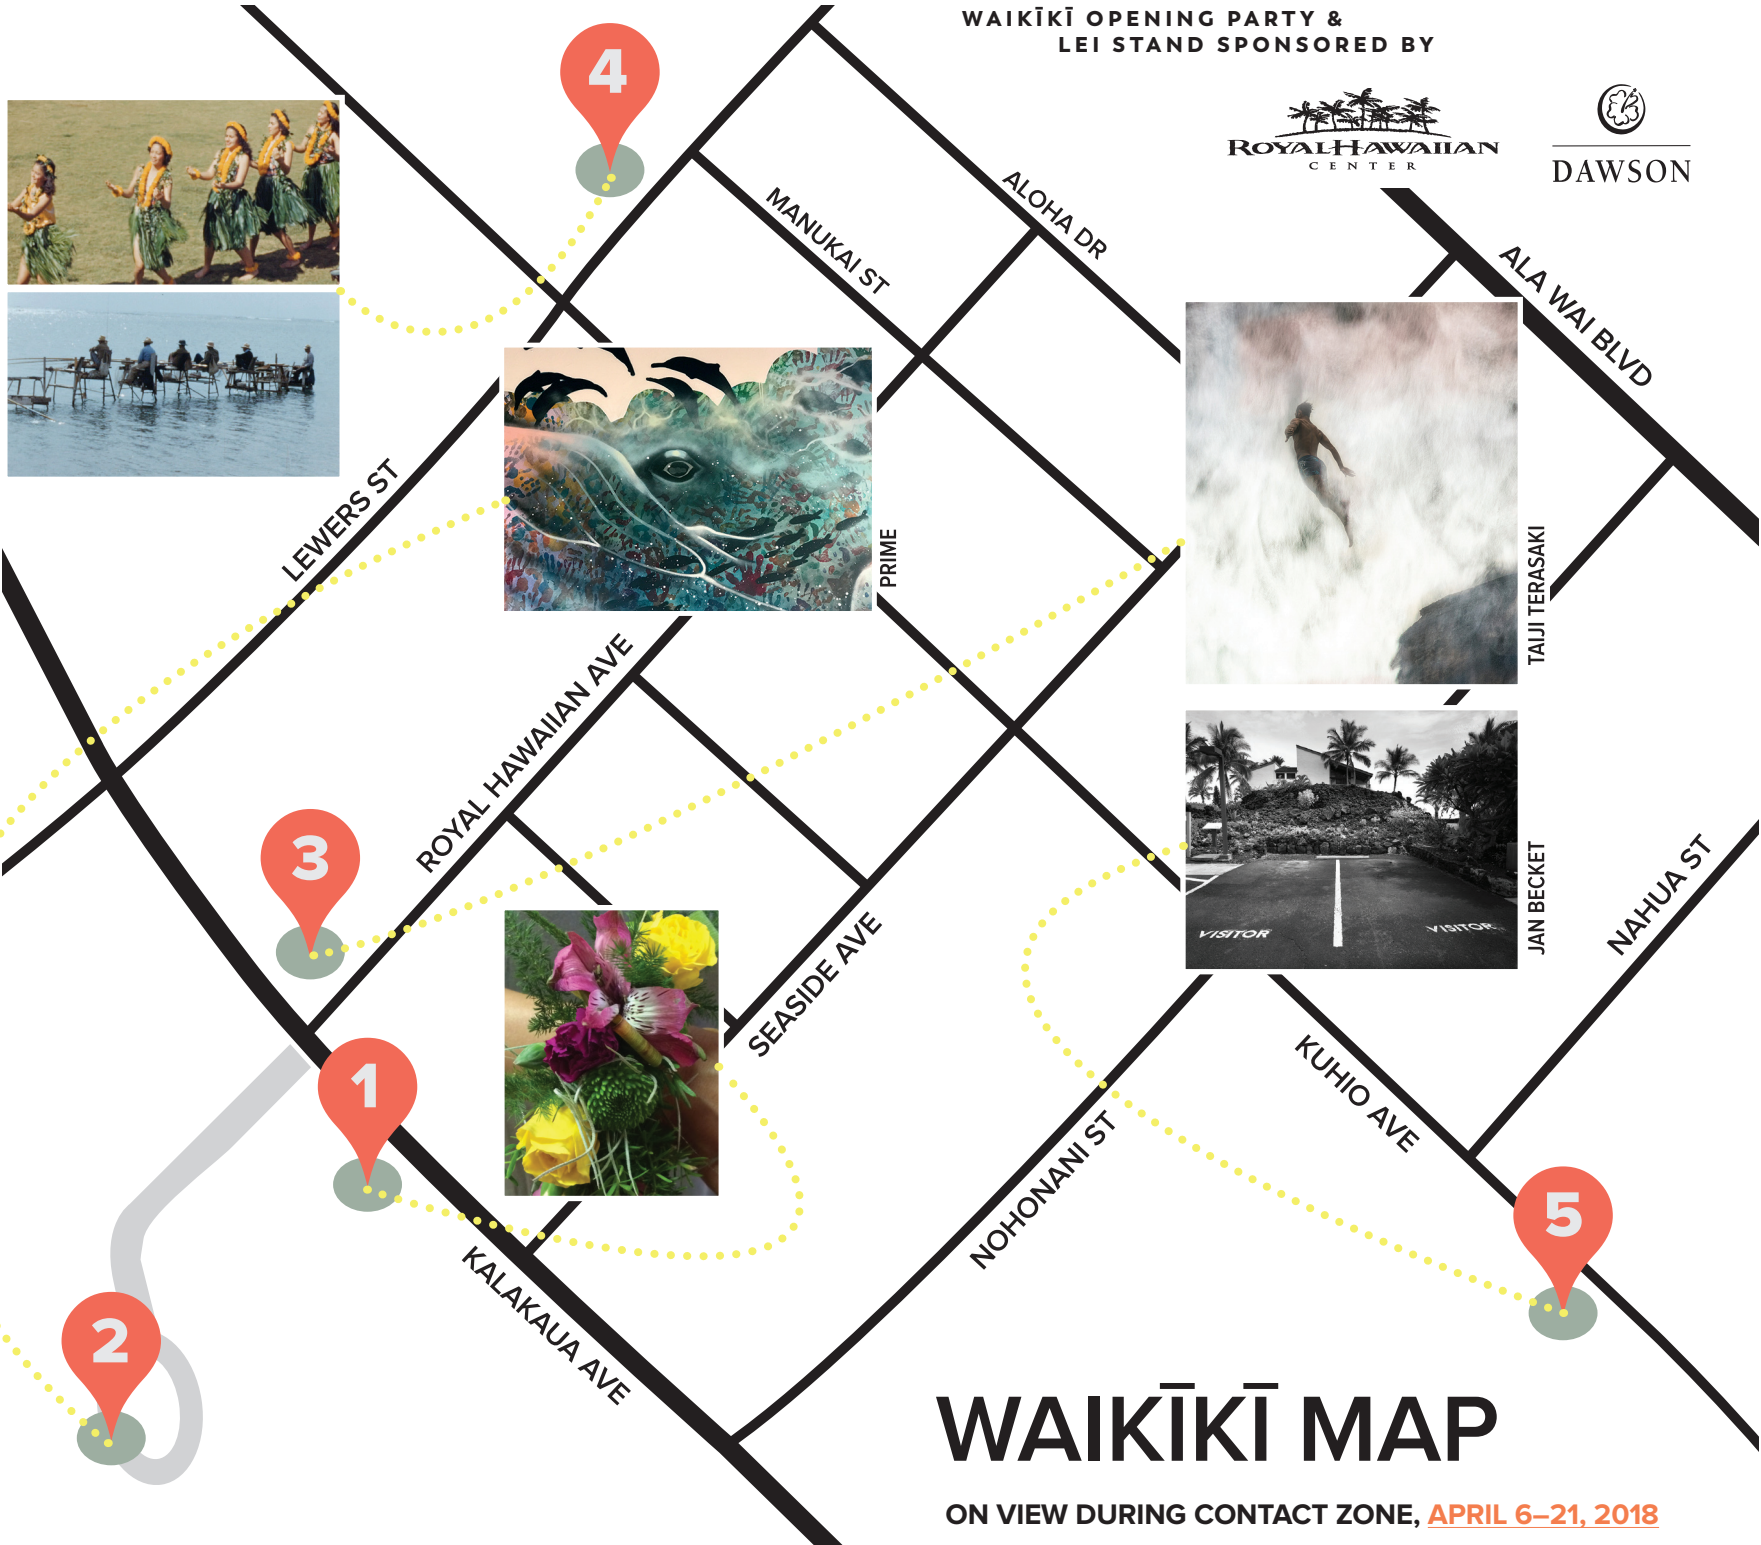 WAIKĪKĪ OPENING PARTY &
LEI STAND SPONSORED BY
ROYAL HAWAIIAN
CENTER
DAWSON
4
MANUKAI ST
ALOHA DR
ALA WAI BLVD
LEWERS ST
PRIME
TAIJI TERASAKI
ROYAL HAWAIIAN AVE
3
SEASIDE AVE
VISITOR
VISITOR
JAN BECKET
NAHUA ST
1
KUHIO AVE
NOHONANI ST
5
2
KALAKAUA AVE
WAIKĪKĪ MAP
ON VIEW DURING CONTACT ZONE, APRIL 6–21, 2018